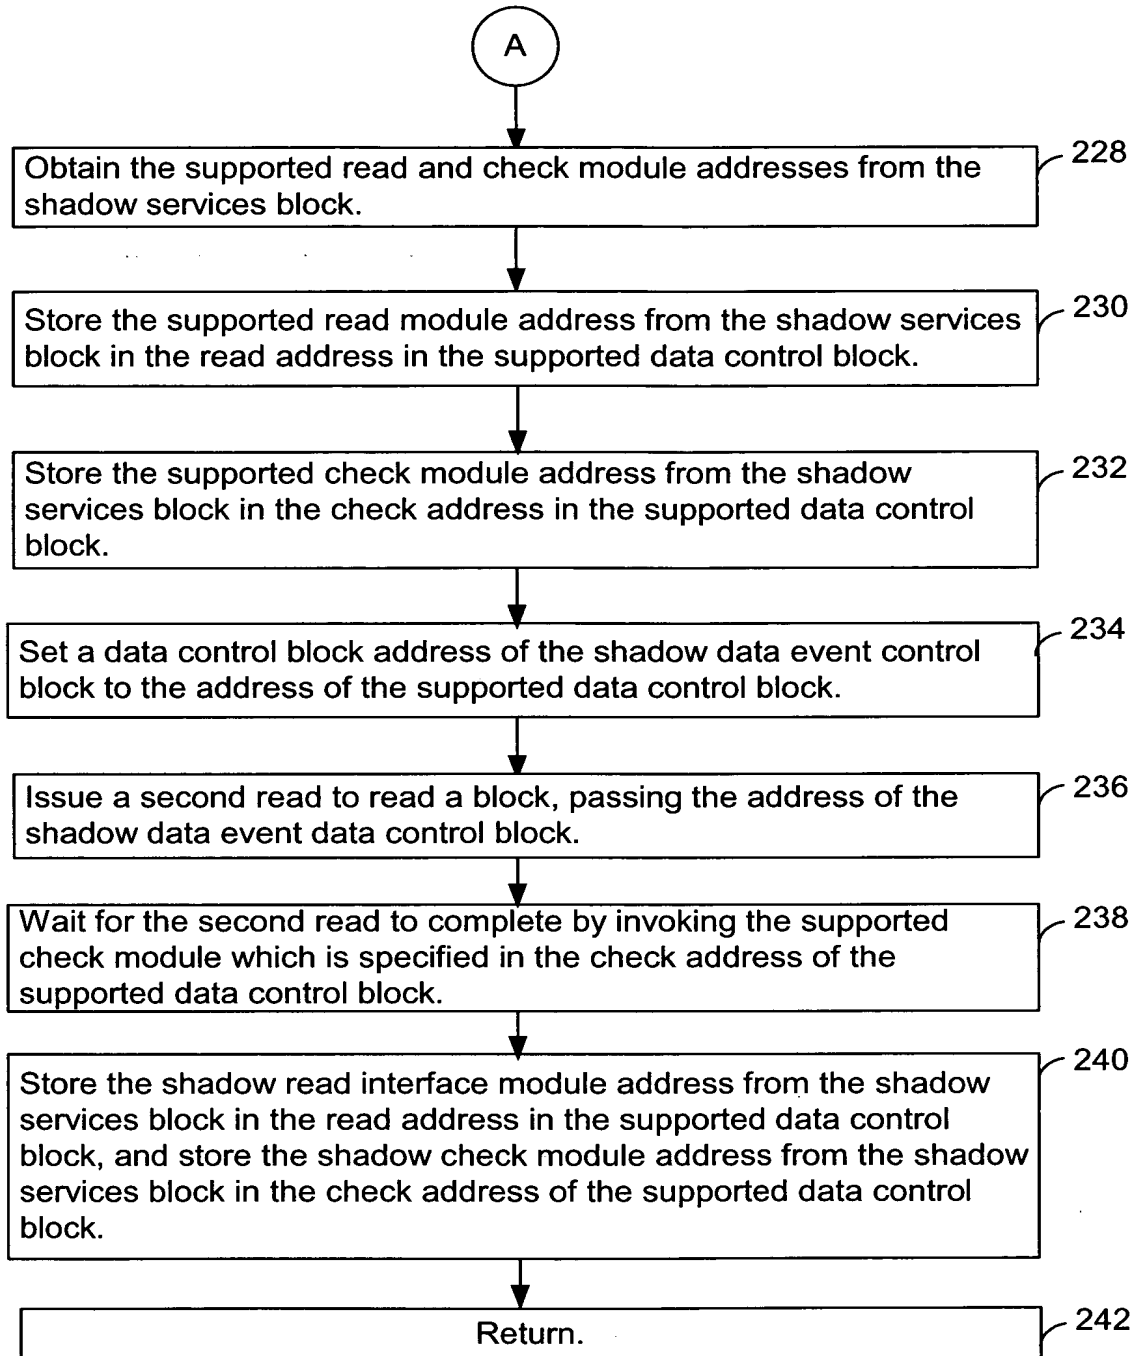 A
228
Obtain the supported read and check module addresses from the
shadow services block.
230
Store the supported read module address from the shadow services
block in the read address in the supported data control block.
232
Store the supported check module address from the shadow
services block in the check address in the supported data control
block.
234
Set a data control block address of the shadow data event control
block to the address of the supported data control block.
236
Issue a second read to read a block, passing the address of the
shadow data event data control block.
238
Wait for the second read to complete by invoking the supported
check module which is specified in the check address of the
supported data control block.
240
Store the shadow read interface module address from the shadow
services block in the read address in the supported data control
block, and store the shadow check module address from the shadow
services block in the check address of the supported data control
block.
242
Return.